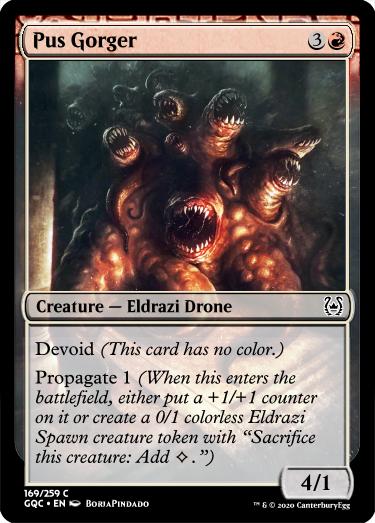 Pus Gorger
3
Creature — Eldrazi Drone
Devoid (This card has no color.)
Propagate 1 (When this enters the
battlefield, either put a +1/+1 counter
on it or create a 0/1 colorless Eldrazi
Spawn creature token with “Sacrifice
this creature: Add ◇.”)
4/1
169/259 C
GQC • EN BorjaPindado
™ & © 2020 CanterburyEgg